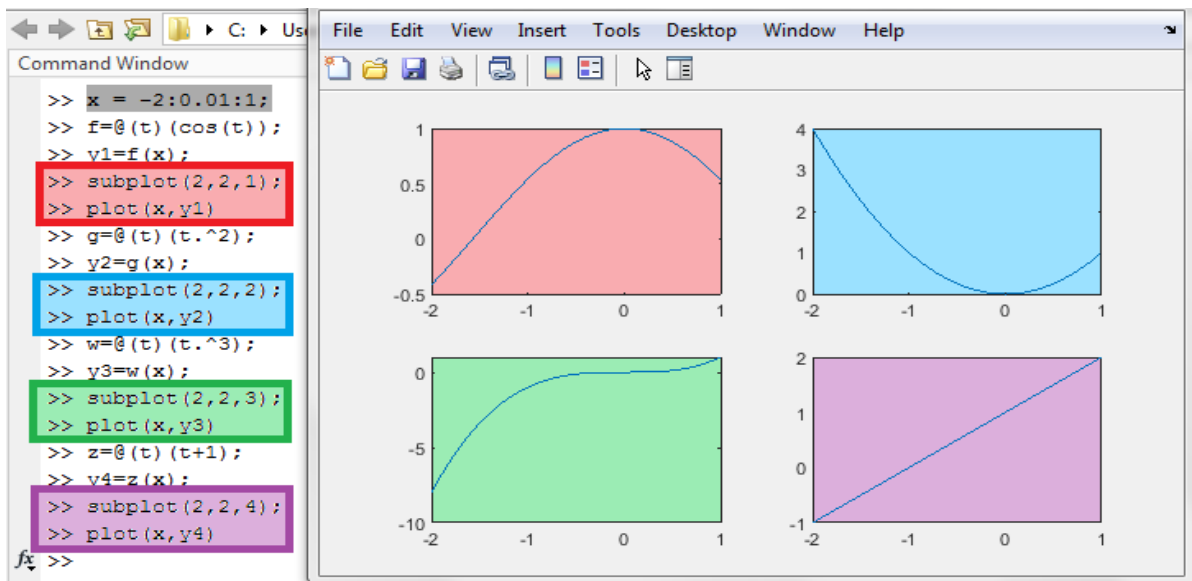 C: ▸ Us
Command Window
>> x = -2:0.01:1;
>> f=@(t)(cos(t));
>> y1=f(x);
>> subplot(2,2,1);
>> plot(x,y1)
>> g=@(t)(t.^2);
>> y2=g(x);
>> subplot(2,2,2);
>> plot(x,y2)
>> w=@(t)(t.^3);
>> y3=w(x);
>> subplot(2,2,3);
>> plot(x,y3)
>> z=@(t)(t+1);
>> y4=z(x);
>> subplot(2,2,4);
>> plot(x,y4)
fx >>
File Edit View Insert Tools Desktop Window Help
1
0.5
0
-0.5
-2 -1 0 1
4
3
2
1
0
-2 -1 0 1
0
-5
-10
-2 -1 0 1
2
1
0
-1
-2 -1 0 1